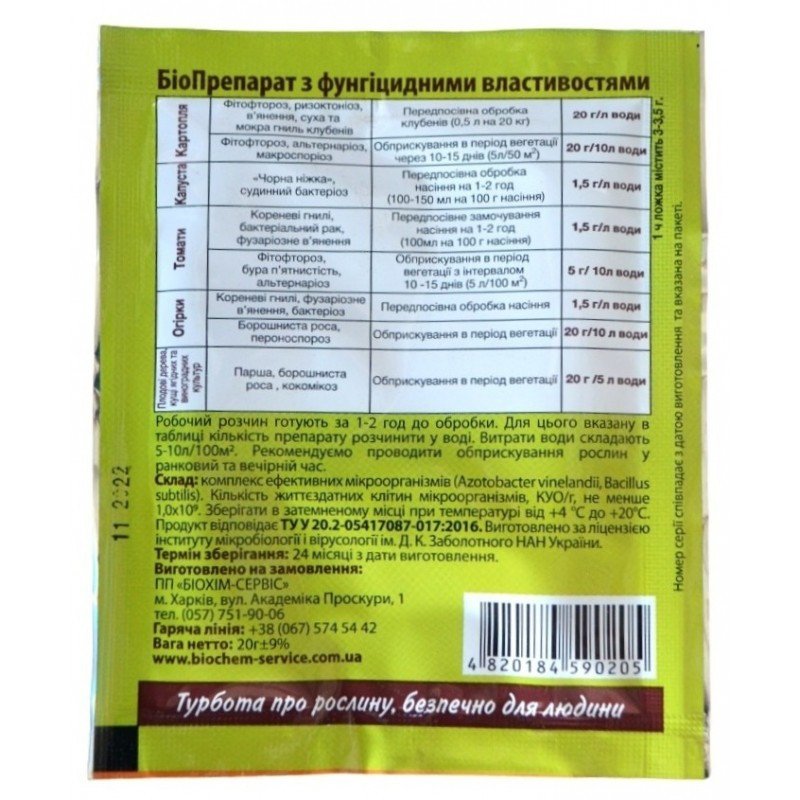 БіоПрепарат з фунгіцидними властивостями
Картопля
Фітофтороз, ризоктоніоз,
в'янення, суха та
мокра гниль клубенів
Передпосівна обробка
клубенів (0,5 л на 20 кг)
20 г/л води
Фітофтороз, альтернаріоз,
макроспоріоз
Обприскування в період вегетації
через 10-15 днів (5л/50 м²)
20 г/10л води
Капуста
«Чорна ніжка»,
судинний бактеріоз
Передпосівна обробка
насіння на 1-2 год
(100-150 мл на 100 г насіння)
1,5 г/л води
Томати
Кореневі гнилі,
бактеріальний рак,
фузаріозне в'янення
Передпосівне замочування
насіння на 1-2 год
(100мл на 100 г насіння)
1,5 г/л води
Фітофтороз,
бура п'ятнистість,
альтернаріоз
Обприскування в період
вегетації з інтервалом
10 -15 днів (5 л/100 м²)
5 г/ 10л води
Огірки
Кореневі гнилі, фузаріозне
в'янення, бактеріоз
Передпосівна обробка насіння
1,5 г/л води
Борошниста роса,
пероноспороз
Обприскування в період вегетації
20 г/10 л води
Плодові дерева,
кущі ягідних та
виноградних
культур
Парша, борошниста
роса , кокомікоз
Обприскування в період вегетації
20 г /5 л води
1 ч ложка містить 3-3,5 г.
Номер серії співпадає з датою виготовлення та вказана на пакеті.
Робочий розчин готують за 1-2 год до обробки. Для цього вказану в
таблиці кількість препарату розчинити у воді. Витрати води складають
5-10л/100м². Рекомендуємо проводити обприскування рослин у
ранковий та вечірній час.
Склад: комплекс ефективних мікроорганізмів (Azotobacter vinelandii, Bacillus
subtilis). Кількість життєздатних клітин мікроорганізмів, КУО/г, не менше
1,0х10⁹. Зберігати в затемненому місці при температурі від +4 °С до +20°С.
Продукт відповідає ТУ У 20.2-05417087-017:2016. Виготовлено за ліцензією
інституту мікробіології і вірусології ім. Д. К. Заболотного НАН України.
Термін зберігання: 24 місяці з дати виготовлення.
Виготовлено на замовлення:
ПП «БІОХІМ-СЕРВІС»
м. Харків, вул. Академіка Проскури, 1
тел. (057) 751-90-06
Гаряча лінія: +38 (067) 574 54 42
Вага нетто: 20г±9%
www.biochem-service.com.ua
11 2022
4 820184 590205
Турбота про рослину, безпечно для людини